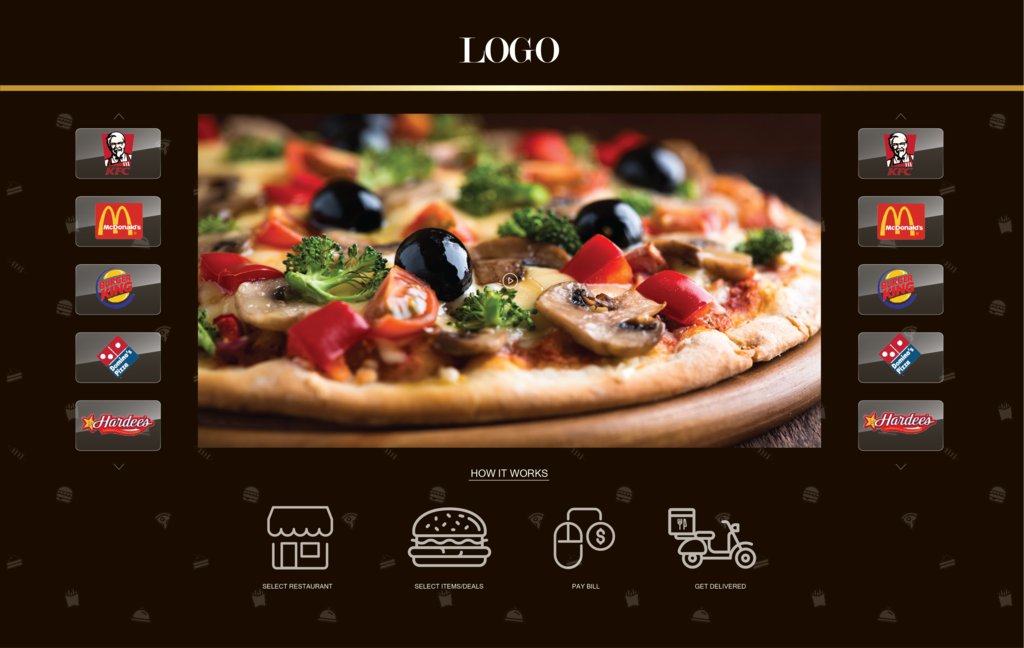 LOGO
KFC
McDonald's
BURGER
KING
Domino's
Pizza
Hardee's
KFC
McDonald's
BURGER
KING
Domino's
Pizza
Hardee's
HOW IT WORKS
$
SELECT RESTAURANT
SELECT ITEMS/DEALS
PAY BILL
GET DELIVERED